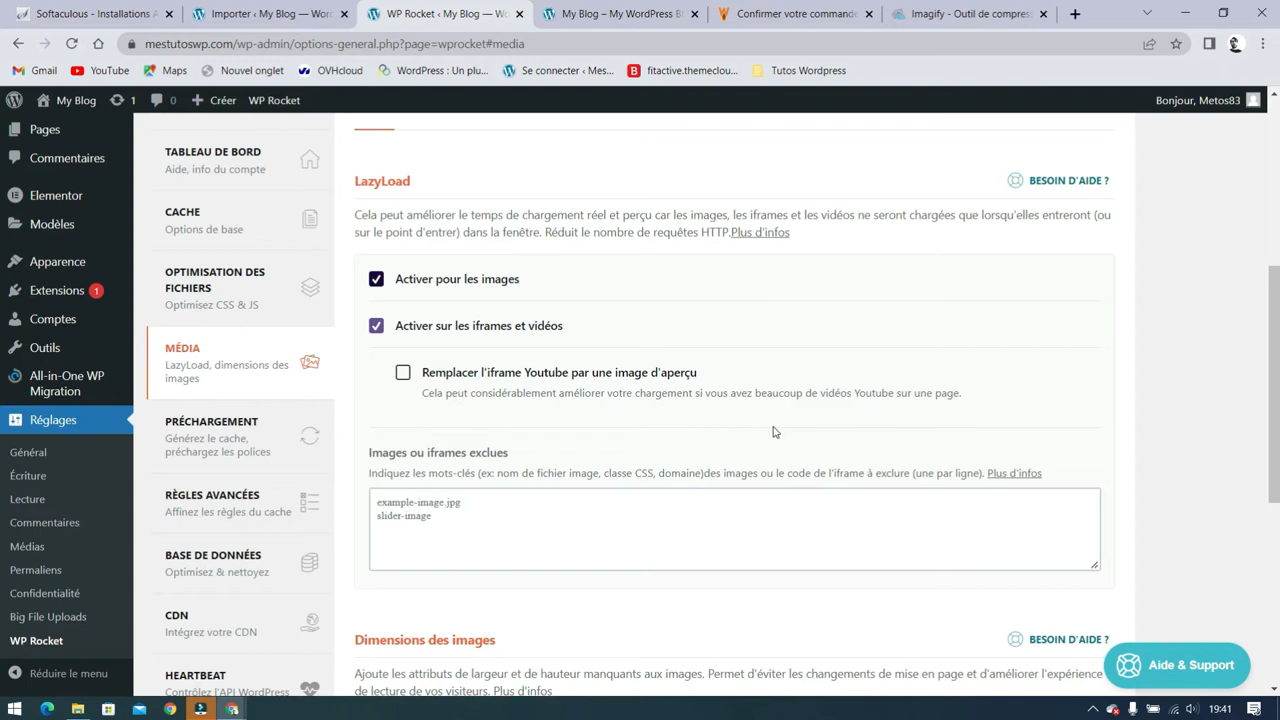 Softaculous - Installations A
Importer ‹ My Blog — WordPre
WP Rocket ‹ My Blog — Wo
My Blog – My WordPress Bl
Confirmer votre commande
Imagify - Outil de compress
mestutoswp.com/wp-admin/options-general.php?page=wprocket#media
Gmail
YouTube
Maps
Nouvel onglet
OVHcloud
WordPress : Un plu...
Se connecter ‹ Mes...
fitactive.themeclou...
Tutos Wordpress
My Blog
1
0
Créer
WP Rocket
Bonjour, Metos83
Pages
Commentaires
Elementor
Modèles
Apparence
Extensions 1
Comptes
Outils
All-in-One WP
Migration
Réglages
Général
Écriture
Lecture
Commentaires
Médias
Permaliens
Confidentialité
Big File Uploads
WP Rocket
Réduire le menu
TABLEAU DE BORD
Aide, info du compte
CACHE
Options de base
OPTIMISATION DES
FICHIERS
Optimisez CSS & JS
MÉDIA
LazyLoad, dimensions des
images
PRÉCHARGEMENT
Générez le cache,
préchargez les polices
RÈGLES AVANCÉES
Affinez les règles du cache
BASE DE DONNÉES
Optimisez & nettoyez
CDN
Intégrez votre CDN
HEARTBEAT
Contrôlez l'API WordPress
LazyLoad
BESOIN D'AIDE ?
Cela peut améliorer le temps de chargement réel et perçu car les images, les iframes et les vidéos ne seront chargées que lorsqu'elles entreront (ou
sur le point d'entrer) dans la fenêtre. Réduit le nombre de requêtes HTTP.Plus d'infos
Activer pour les images
Activer sur les iframes et vidéos
Remplacer l'iframe Youtube par une image d'aperçu
Cela peut considérablement améliorer votre chargement si vous avez beaucoup de vidéos Youtube sur une page.
Images ou iframes exclues
Indiquez les mots-clés (ex: nom de fichier image, classe CSS, domaine)des images ou le code de l'iframe à exclure (une par ligne). Plus d'infos
example-image.jpg
slider-image
Dimensions des images
BESOIN D'AIDE ?
Ajoute les attributs de largeur et de hauteur manquants aux images. Permet d'éviter les changements de mise en page et d'améliorer l'expérience
de lecture de vos visiteurs. Plus d'infos
Aide & Support
19:41